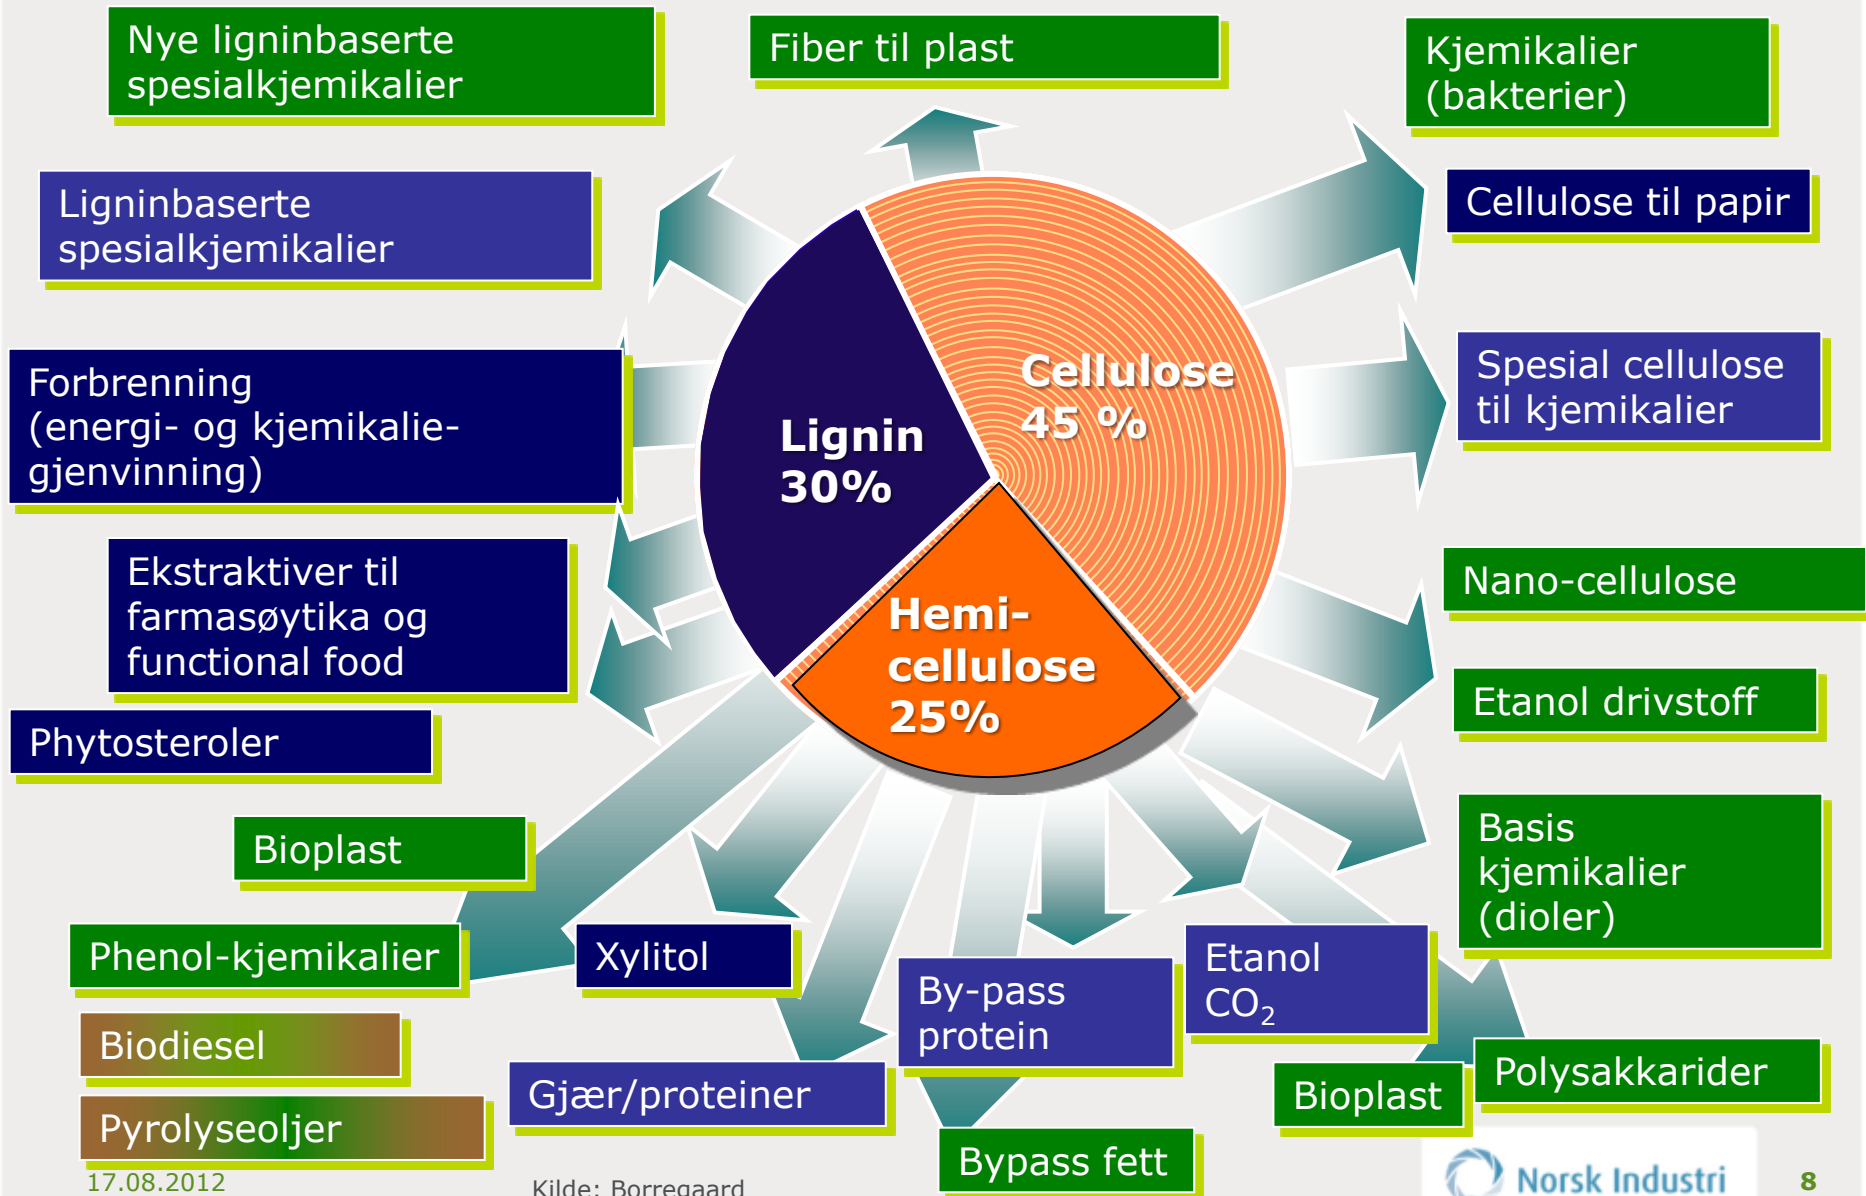 Nye ligninbaserte
spesialkjemikalier
Fiber til plast
Kjemikalier
(bakterier)
Ligninbaserte
spesialkjemikalier
Cellulose til papir
Forbrenning
(energi- og kjemikalie-
gjenvinning)
Lignin
30%
Cellulose
45 %
Spesial cellulose
til kjemikalier
Ekstraktiver til
farmasøytika og
functional food
Hemi-
cellulose
25%
Nano-cellulose
Phytosteroler
Etanol drivstoff
Bioplast
Basis
kjemikalier
(dioler)
Phenol-kjemikalier
Xylitol
By-pass
protein
Etanol
CO₂
Biodiesel
Gjær/proteiner
Bioplast
Polysakkarider
Pyrolyseoljer
Bypass fett
17.08.2012
Kilde: Borregaard
Norsk Industri
8